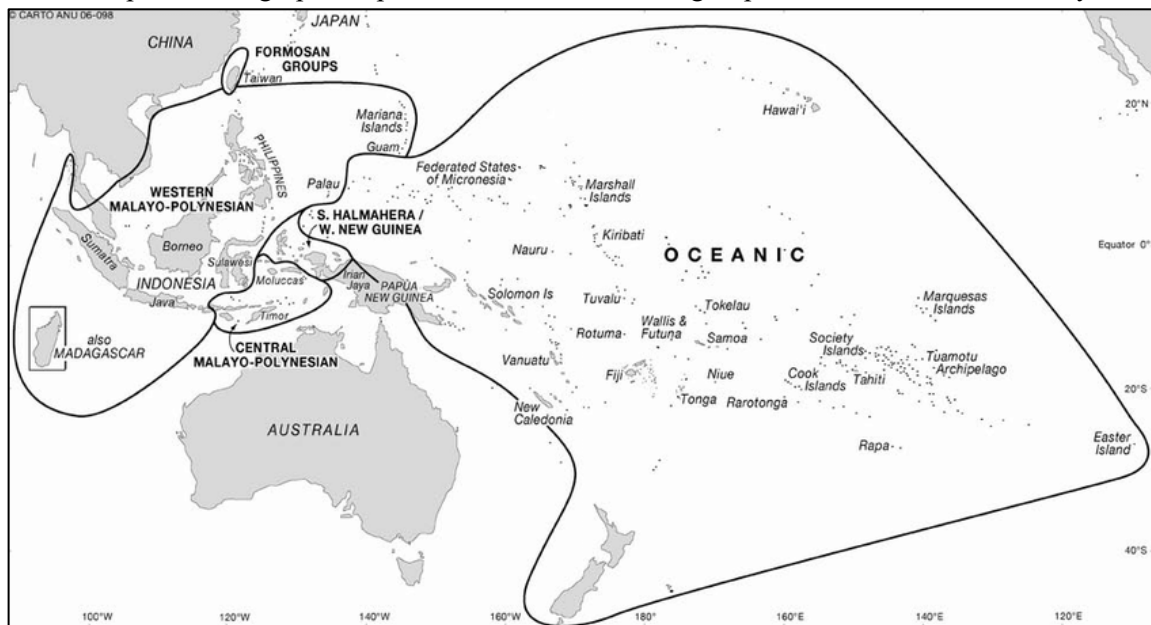 © CARTO ANU 06-098
JAPAN
CHINA
FORMOSAN
GROUPS
Taiwan
Hawai'i
20°N
Mariana
Islands
Guam
PHILIPPINES
Federated States
of Micronesia
Palau
Marshall
Islands
WESTERN
MALAYO-POLYNESIAN
S. HALMAHERA /
W. NEW GUINEA
Kiribati
Nauru
OCEANIC
Equator 0°
Sumatra
Borneo
Sulawesi
Moluccas
INDONESIA
Irian
Jaya
PAPUA
NEW GUINEA
Java
Timor
Solomon Is
Tuvalu
Tokelau
Marquesas
Islands
also
MADAGASCAR
CENTRAL
MALAYO-POLYNESIAN
Rotuma
Wallis &
Futuna
Samoa
Society
Islands
Tuamotu
Archipelago
Vanuatu
Fiji
Niue
Cook
Islands
Tahiti
Tonga
Rarotonga
20°S
New
Caledonia
AUSTRALIA
Rapa
Easter
Island
40°S
100°W 120°W 140°W 160°W 180° 160°E 140°E 120°E